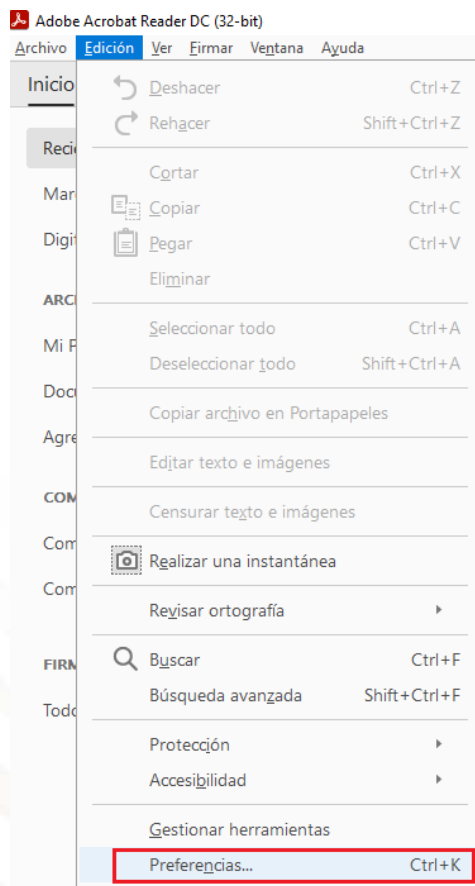 Adobe Acrobat Reader DC (32-bit)
Archivo Edición Ver Firmar Ventana Ayuda
Inicio
Deshacer Ctrl+Z
Rehacer Shift+Ctrl+Z
Cortar Ctrl+X
Copiar Ctrl+C
Pegar Ctrl+V
Eliminar
Seleccionar todo Ctrl+A
Mi
Deseleccionar todo Shift+Ctrl+A
Copiar archivo en Portapapeles
Editar texto e imágenes
Censurar texto e imágenes
Realizar una instantánea
Revisar ortografía
Buscar Ctrl+F
Búsqueda avanzada Shift+Ctrl+F
Protección
Accesibilidad
Gestionar herramientas
Preferencias... Ctrl+K